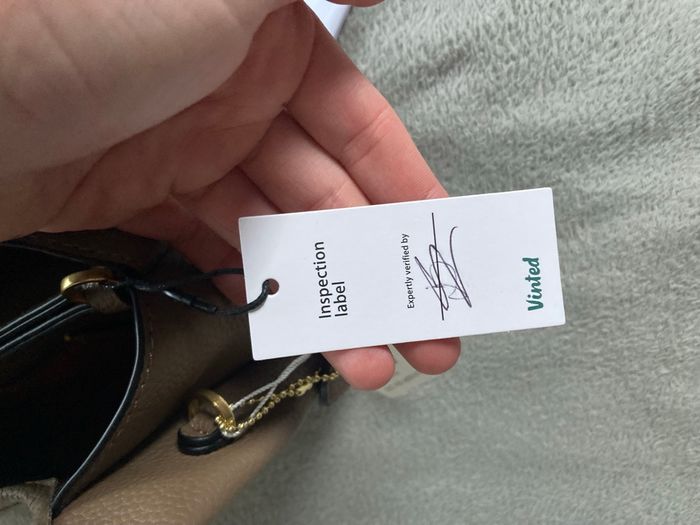 Inspection
label
Expertly verified by
Vinted